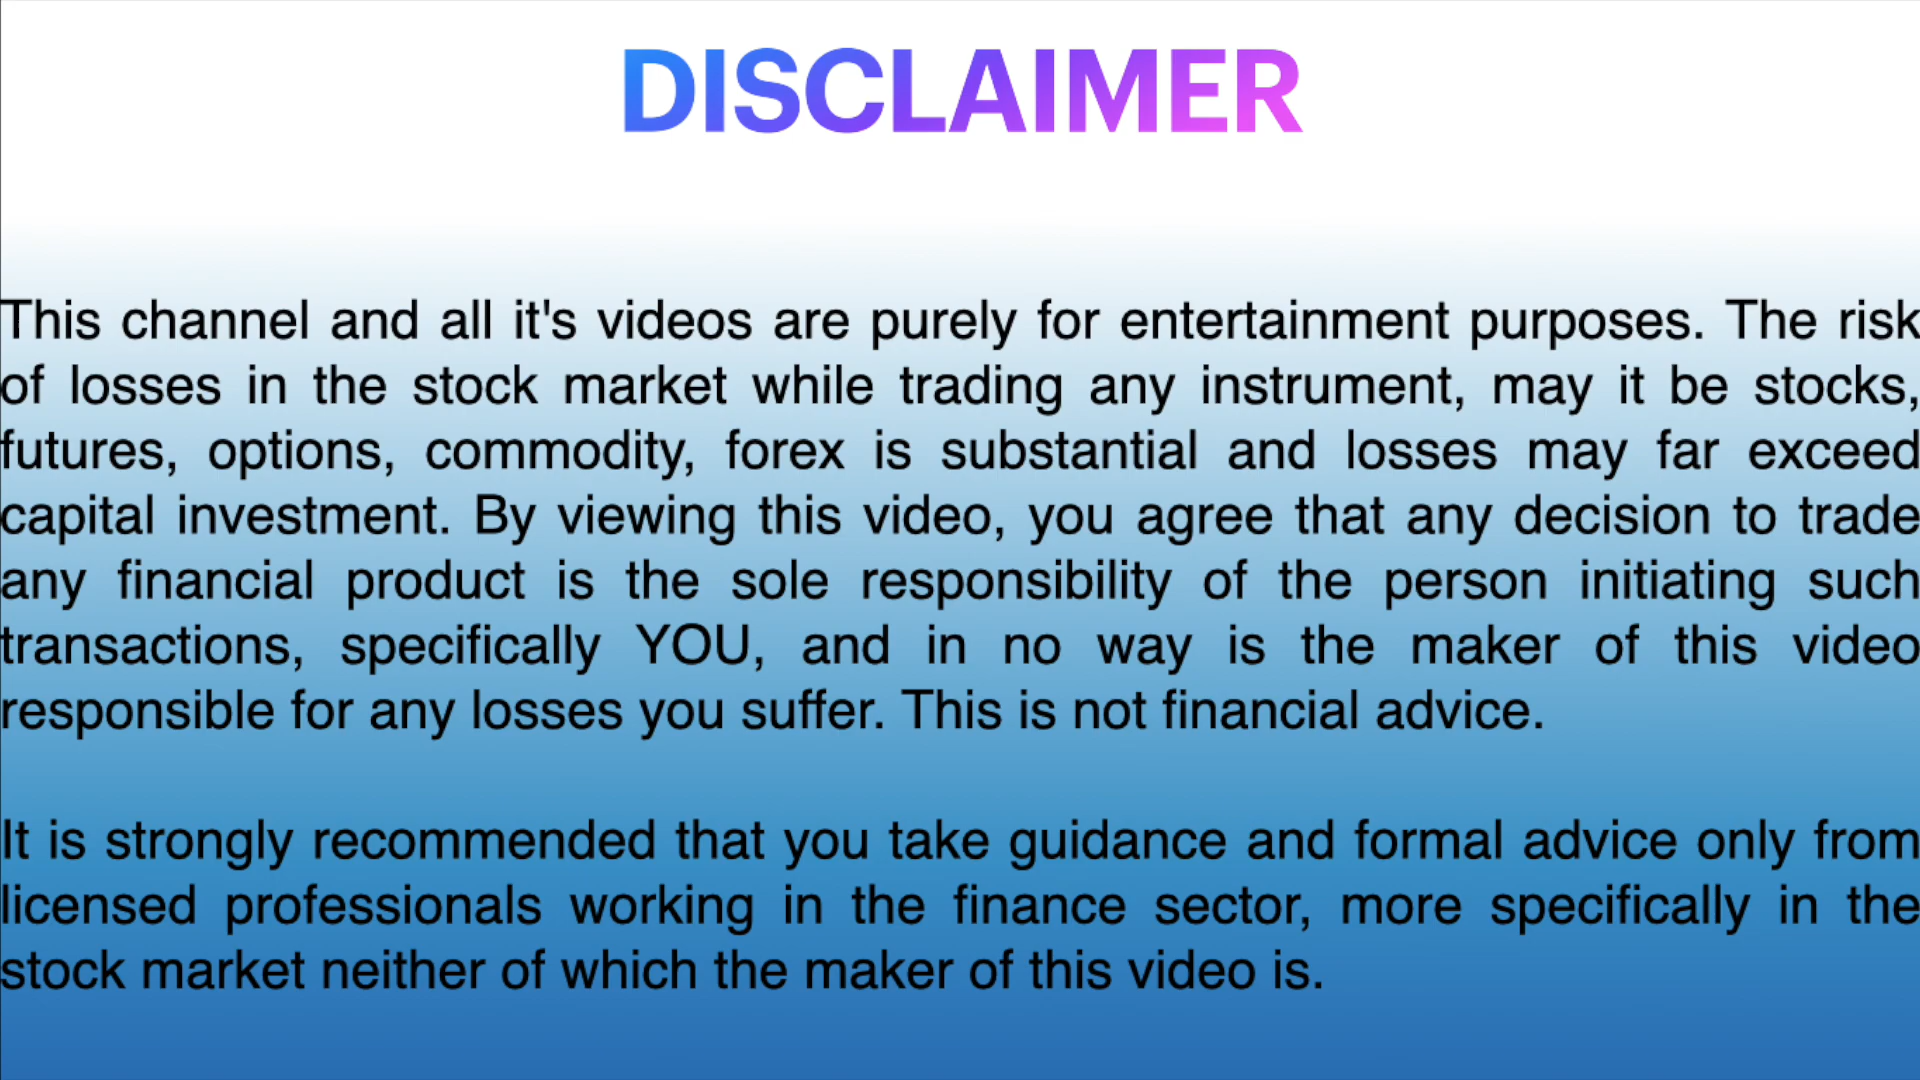 DISCLAIMER
This channel and all it's videos are purely for entertainment purposes. The risk
of losses in the stock market while trading any instrument, may it be stocks,
futures, options, commodity, forex is substantial and losses may far exceed
capital investment. By viewing this video, you agree that any decision to trade
any financial product is the sole responsibility of the person initiating such
transactions, specifically YOU, and in no way is the maker of this video
responsible for any losses you suffer. This is not financial advice.
It is strongly recommended that you take guidance and formal advice only from
licensed professionals working in the finance sector, more specifically in the
stock market neither of which the maker of this video is.